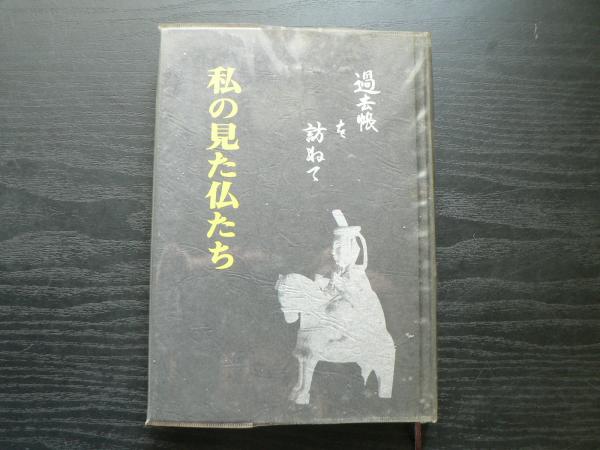 過去帳
を
訪ねて
私の見た仏たち